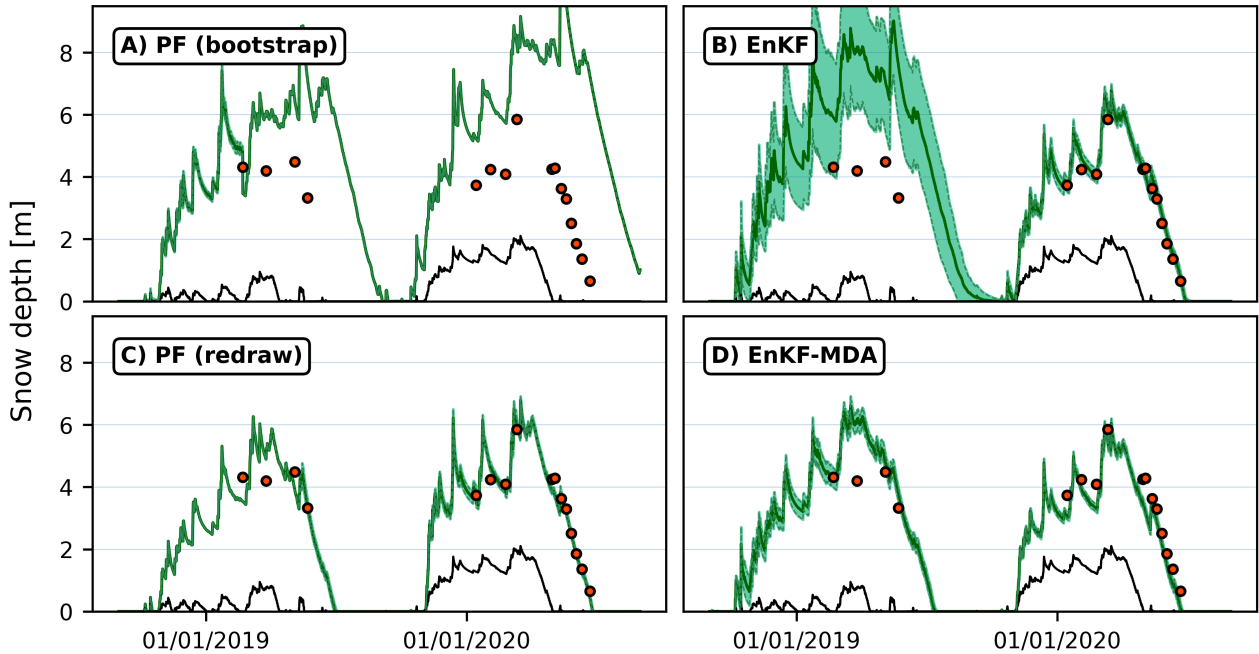 Snow depth [m]
A) PF (bootstrap)
B) EnKF
8
6
4
2
0
C) PF (redraw)
D) EnKF-MDA
8
6
4
2
0
01/01/2019
01/01/2020
01/01/2019
01/01/2020